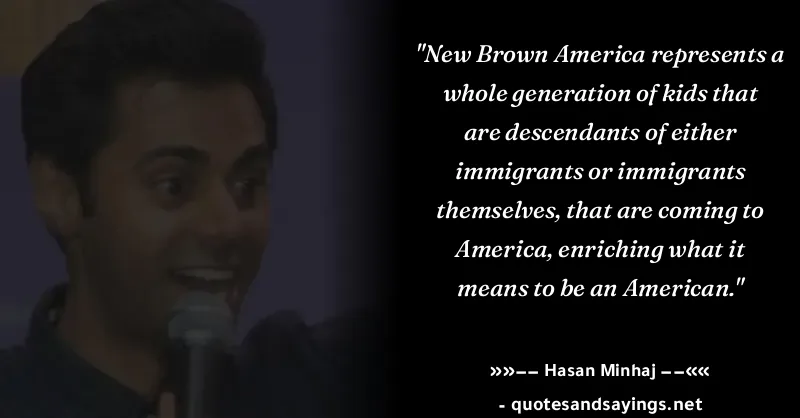 "New Brown America represents a
whole generation of kids that
are descendants of either
immigrants or immigrants
themselves, that are coming to
America, enriching what it
means to be an American."
»»−− Hasan Minhaj −−««
- quotesandsayings.net